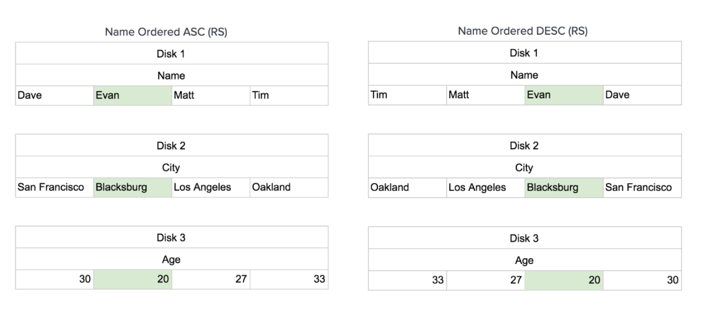 Name Ordered ASC (RS)
Disk 1
Name
Dave Evan Matt Tim
Disk 2
City
San Francisco Blacksburg Los Angeles Oakland
Disk 3
Age
30 20 27 33
Name Ordered DESC (RS)
Disk 1
Name
Tim Matt Evan Dave
Disk 2
City
Oakland Los Angeles Blacksburg San Francisco
Disk 3
Age
33 27 20 30